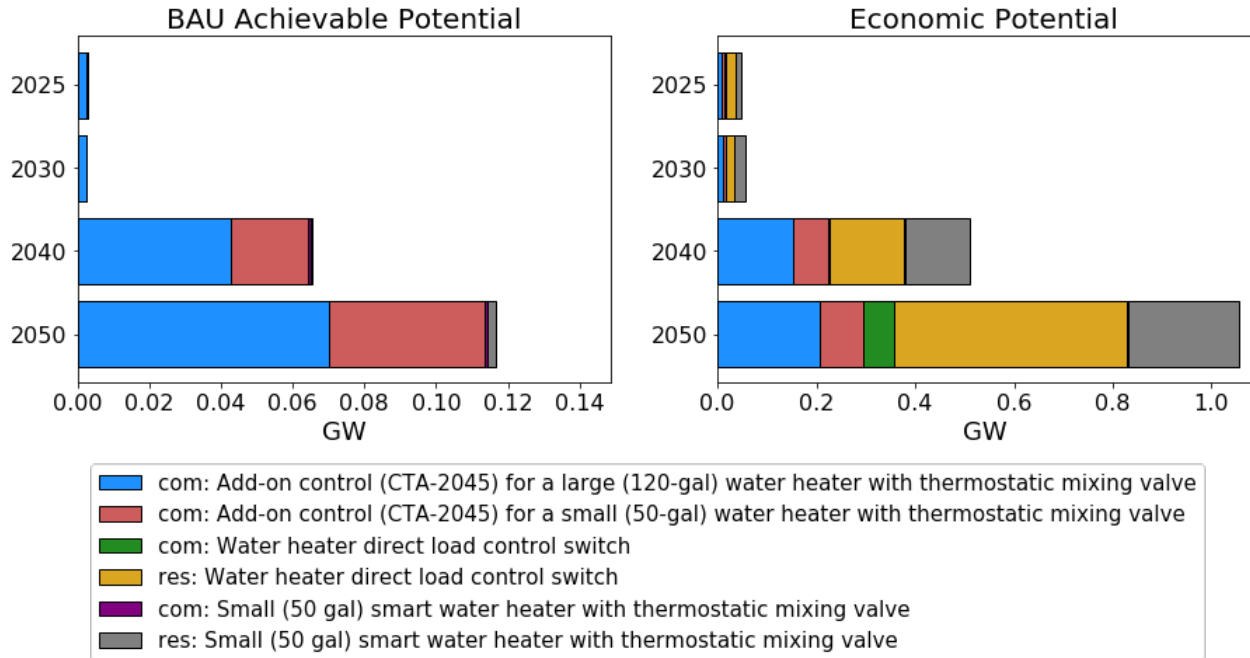 BAU Achievable Potential
2025
2030
2040
2050
0.00 0.02 0.04 0.06 0.08 0.10 0.12 0.14
GW
Economic Potential
2025
2030
2040
2050
0.0 0.2 0.4 0.6 0.8 1.0
GW
com: Add-on control (CTA-2045) for a large (120-gal) water heater with thermostatic mixing valve
com: Add-on control (CTA-2045) for a small (50-gal) water heater with thermostatic mixing valve
com: Water heater direct load control switch
res: Water heater direct load control switch
com: Small (50 gal) smart water heater with thermostatic mixing valve
res: Small (50 gal) smart water heater with thermostatic mixing valve